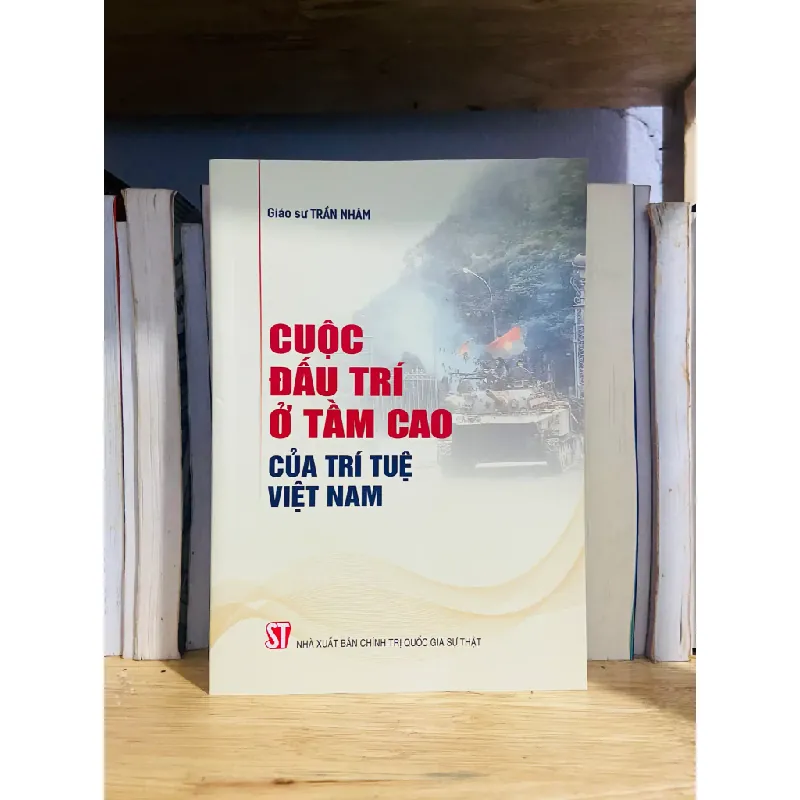 Giáo sư TRẦN NHÂM
CUỘC
ĐẤU TRÍ
Ở TẦM CAO
CỦA TRÍ TUỆ
VIỆT NAM
ST
NHÀ XUẤT BẢN CHÍNH TRỊ QUỐC GIA SỰ THẬT